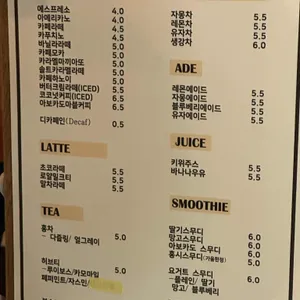 에스프레소 4.0
아메리카노 4.0
카페라떼 4.5
카푸치노 4.5
바닐라라떼 5.0
카페모카 5.0
카라멜마끼아또 5.5
솔트카라멜라떼 5.5
카페하노이 5.0
버터크림라떼(ICED) 5.5
코코넛커피(ICED) 6.5
아보카도아몰커피 6.5
디카페인(Decaf) 0.5
LATTE
초코라떼 5.5
로얄밀크티 5.5
말차라떼 5.5
TEA
홍차 5.0
- 다즐링/ 얼그레이
허브티 5.0
-루이보스/카모마일
페퍼민트/자스민/
자몽차 5.5
레몬차 5.5
유자차 5.5
생강차 6.0
ADE
레몬에이드 5.5
자몽에이드 5.5
블루베리에이드 5.5
유자에이드 5.5
JUICE
키위주스 5.5
바나나우유 5.5
SMOOTHIE
딸기스무디 6.0
망고스무디 6.0
아보카도 스무디 6.0
홍시스무디(가을한정) 6.0
요거트 스무디 6.0
-플레인/ 딸기
망고/ 블루베리